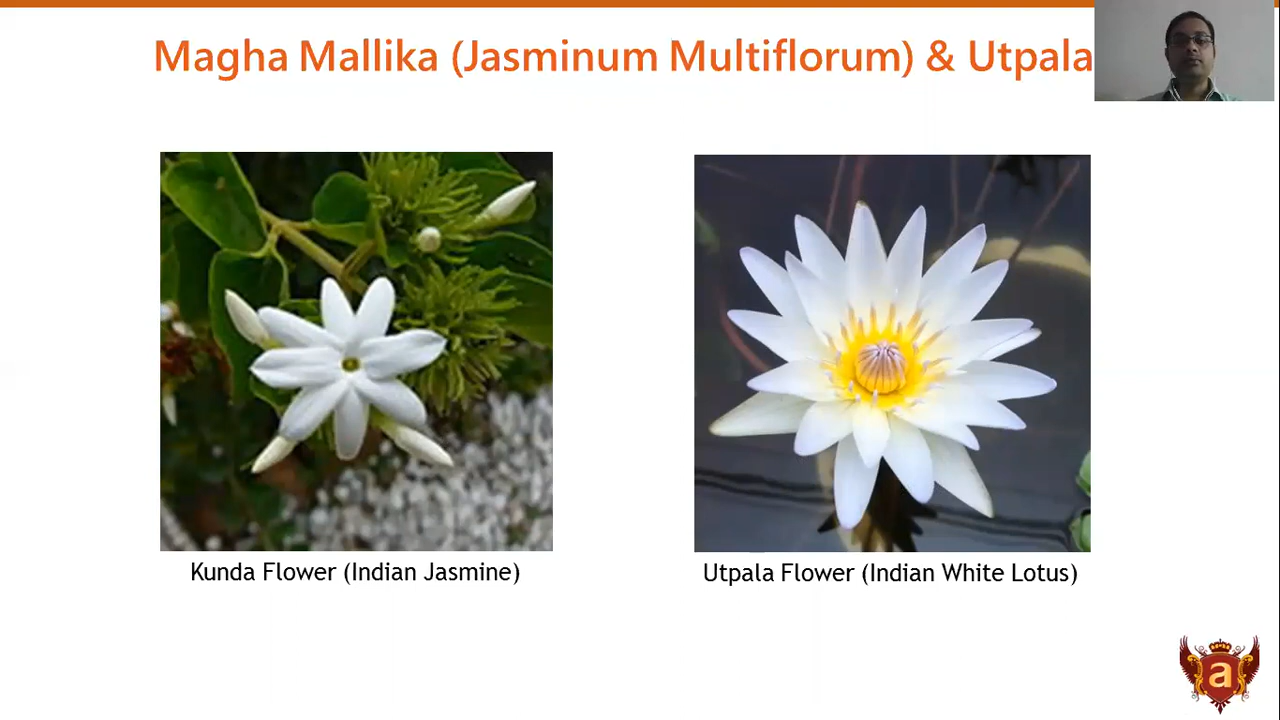 Magha Mallika (Jasminum Multiflorum) & Utpala
Kunda Flower (Indian Jasmine)
Utpala Flower (Indian White Lotus)
a